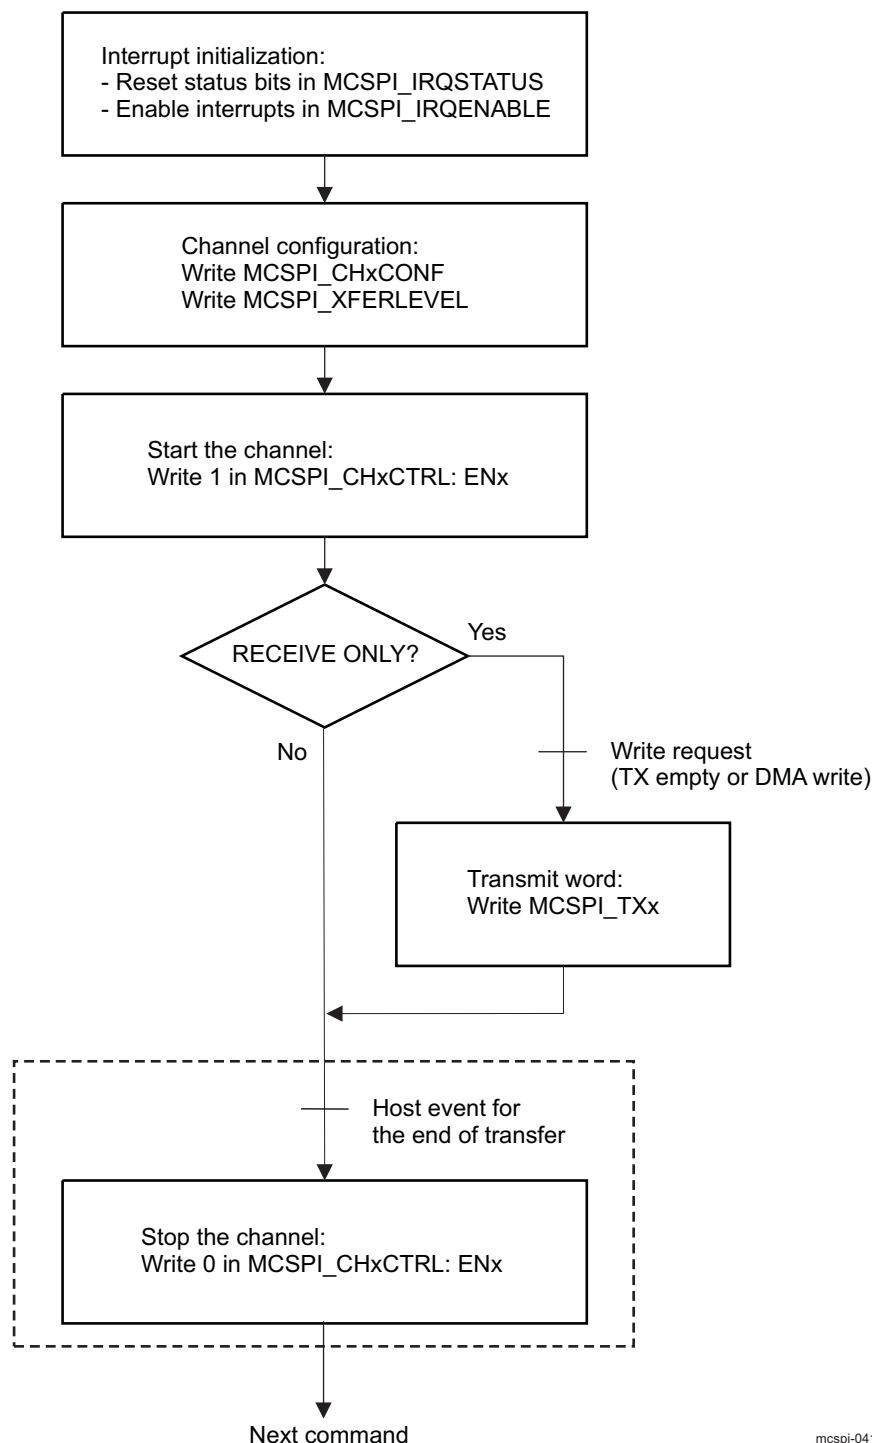 Interrupt initialization:
- Reset status bits in MCSPI_IRQSTATUS
- Enable interrupts in MCSPI_IRQENABLE
Channel configuration:
Write MCSPI_CHxCONF
Write MCSPI_XFERLEVEL
Start the channel:
Write 1 in MCSPI_CHxCTRL: ENx
RECEIVE ONLY?
Yes
No
Write request
(TX empty or DMA write)
Transmit word:
Write MCSPI_TXx
Host event for
the end of transfer
Stop the channel:
Write 0 in MCSPI_CHxCTRL: ENx
Next command
mcspi-041